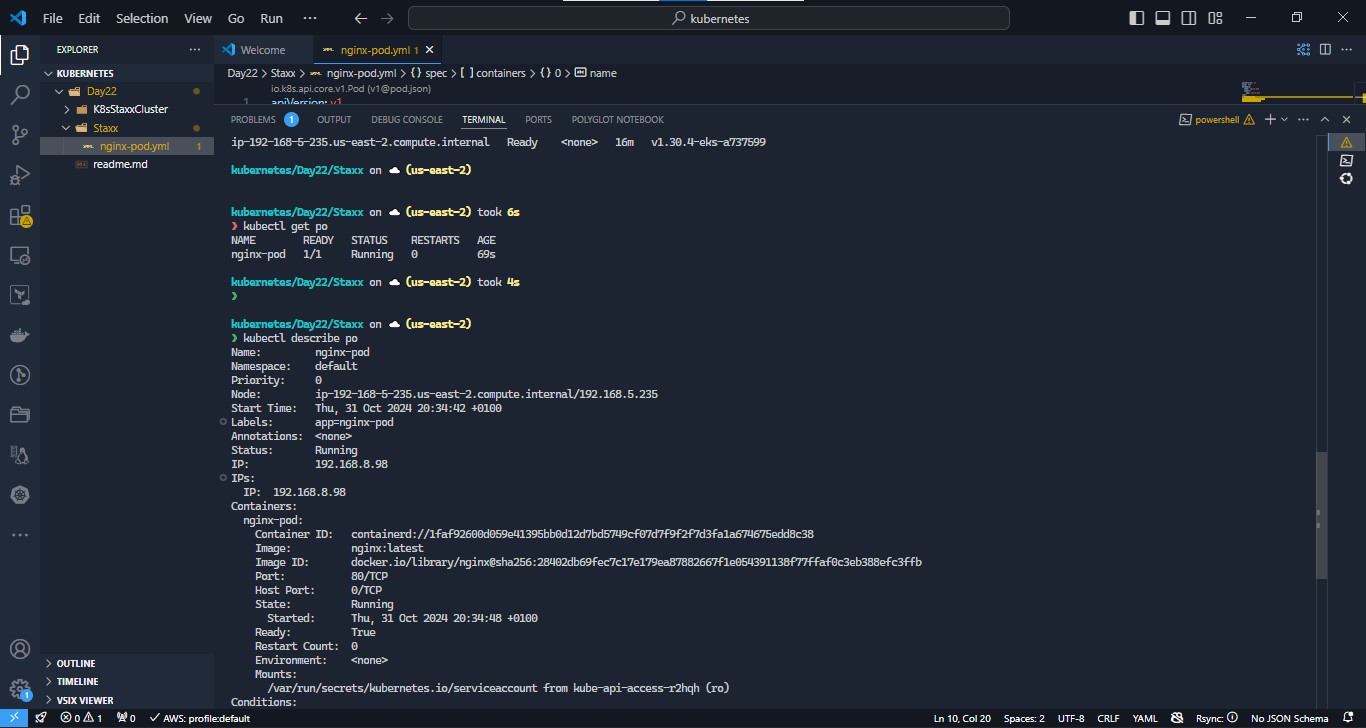 File Edit Selection View Go Run ··· kubernetes
EXPLORER ···
Welcome nginx-pod.yml 1
KUBERNETES
Day22
K8sStaxxCluster
Staxx
nginx-pod.yml 1
readme.md
OUTLINE
TIMELINE
VSIX VIEWER
Day22 > Staxx > nginx-pod.yml > {} spec > [ ] containers > {} 0 > name
io.k8s.api.core.v1.Pod (v1@pod.json)
1 apiVersion: v1
PROBLEMS 1 OUTPUT DEBUG CONSOLE TERMINAL PORTS POLYGLOT NOTEBOOK powershell
ip-192-168-5-235.us-east-2.compute.internal Ready <none> 16m v1.30.4-eks-a737599
kubernetes/Day22/Staxx on ☁ (us-east-2)
kubernetes/Day22/Staxx on ☁ (us-east-2) took 6s
❯ kubectl get po
NAME READY STATUS RESTARTS AGE
nginx-pod 1/1 Running 0 69s
kubernetes/Day22/Staxx on ☁ (us-east-2) took 4s
❯
kubernetes/Day22/Staxx on ☁ (us-east-2)
❯ kubectl describe po
Name: nginx-pod
Namespace: default
Priority: 0
Node: ip-192-168-5-235.us-east-2.compute.internal/192.168.5.235
Start Time: Thu, 31 Oct 2024 20:34:42 +0100
Labels: app=nginx-pod
Annotations: <none>
Status: Running
IP: 192.168.8.98
IPs:
IP: 192.168.8.98
Containers:
nginx-pod:
Container ID: containerd://1faf92600d059e41395bb0d12d7bd5749cf07d7f9f2f7d3fa1a674675edd8c38
Image: nginx:latest
Image ID: docker.io/library/nginx@sha256:28402db69fec7c17e179ea87882667f1e054391138f77ffaf0c3eb388efc3ffb
Port: 80/TCP
Host Port: 0/TCP
State: Running
Started: Thu, 31 Oct 2024 20:34:48 +0100
Ready: True
Restart Count: 0
Environment: <none>
Mounts:
/var/run/secrets/kubernetes.io/serviceaccount from kube-api-access-r2hqh (ro)
Conditions:
0 1 0 AWS: profile:default Ln 10, Col 20 Spaces: 2 UTF-8 CRLF YAML Rsync: No JSON Schema